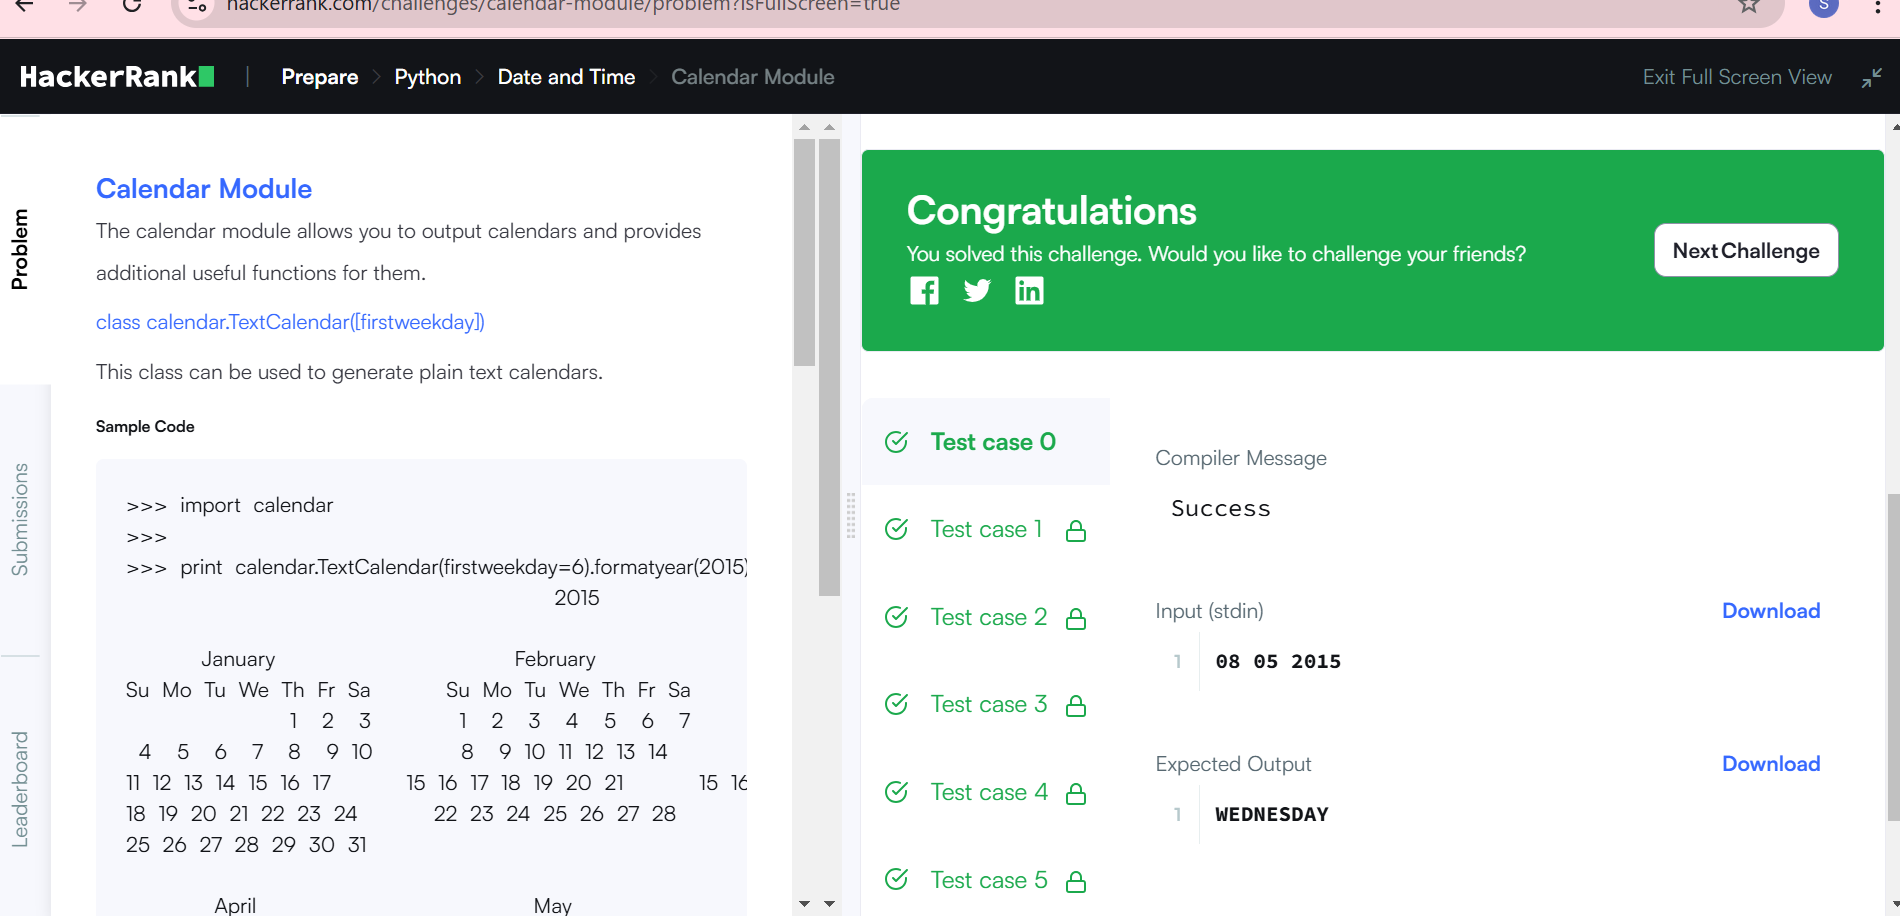 hackerrank.com/challenges/calendar-module/problem?isFullScreen=true
S
HackerRank
Prepare
Python
Date and Time
Calendar Module
Exit Full Screen View
Problem
Submissions
Leaderboard
Calendar Module
The calendar module allows you to output calendars and provides
additional useful functions for them.
class calendar.TextCalendar([firstweekday])
This class can be used to generate plain text calendars.
Sample Code
>>> import calendar
>>>
>>> print calendar.TextCalendar(firstweekday=6).formatyear(2015)
2015
January February
Su Mo Tu We Th Fr Sa Su Mo Tu We Th Fr Sa
1 2 3 1 2 3 4 5 6 7
4 5 6 7 8 9 10 8 9 10 11 12 13 14
11 12 13 14 15 16 17 15 16 17 18 19 20 21 15 16
18 19 20 21 22 23 24 22 23 24 25 26 27 28
25 26 27 28 29 30 31
April May
Congratulations
You solved this challenge. Would you like to challenge your friends?
Next Challenge
Test case 0
Test case 1
Test case 2
Test case 3
Test case 4
Test case 5
Compiler Message
Success
Input (stdin)
Download
1 08 05 2015
Expected Output
Download
1 WEDNESDAY